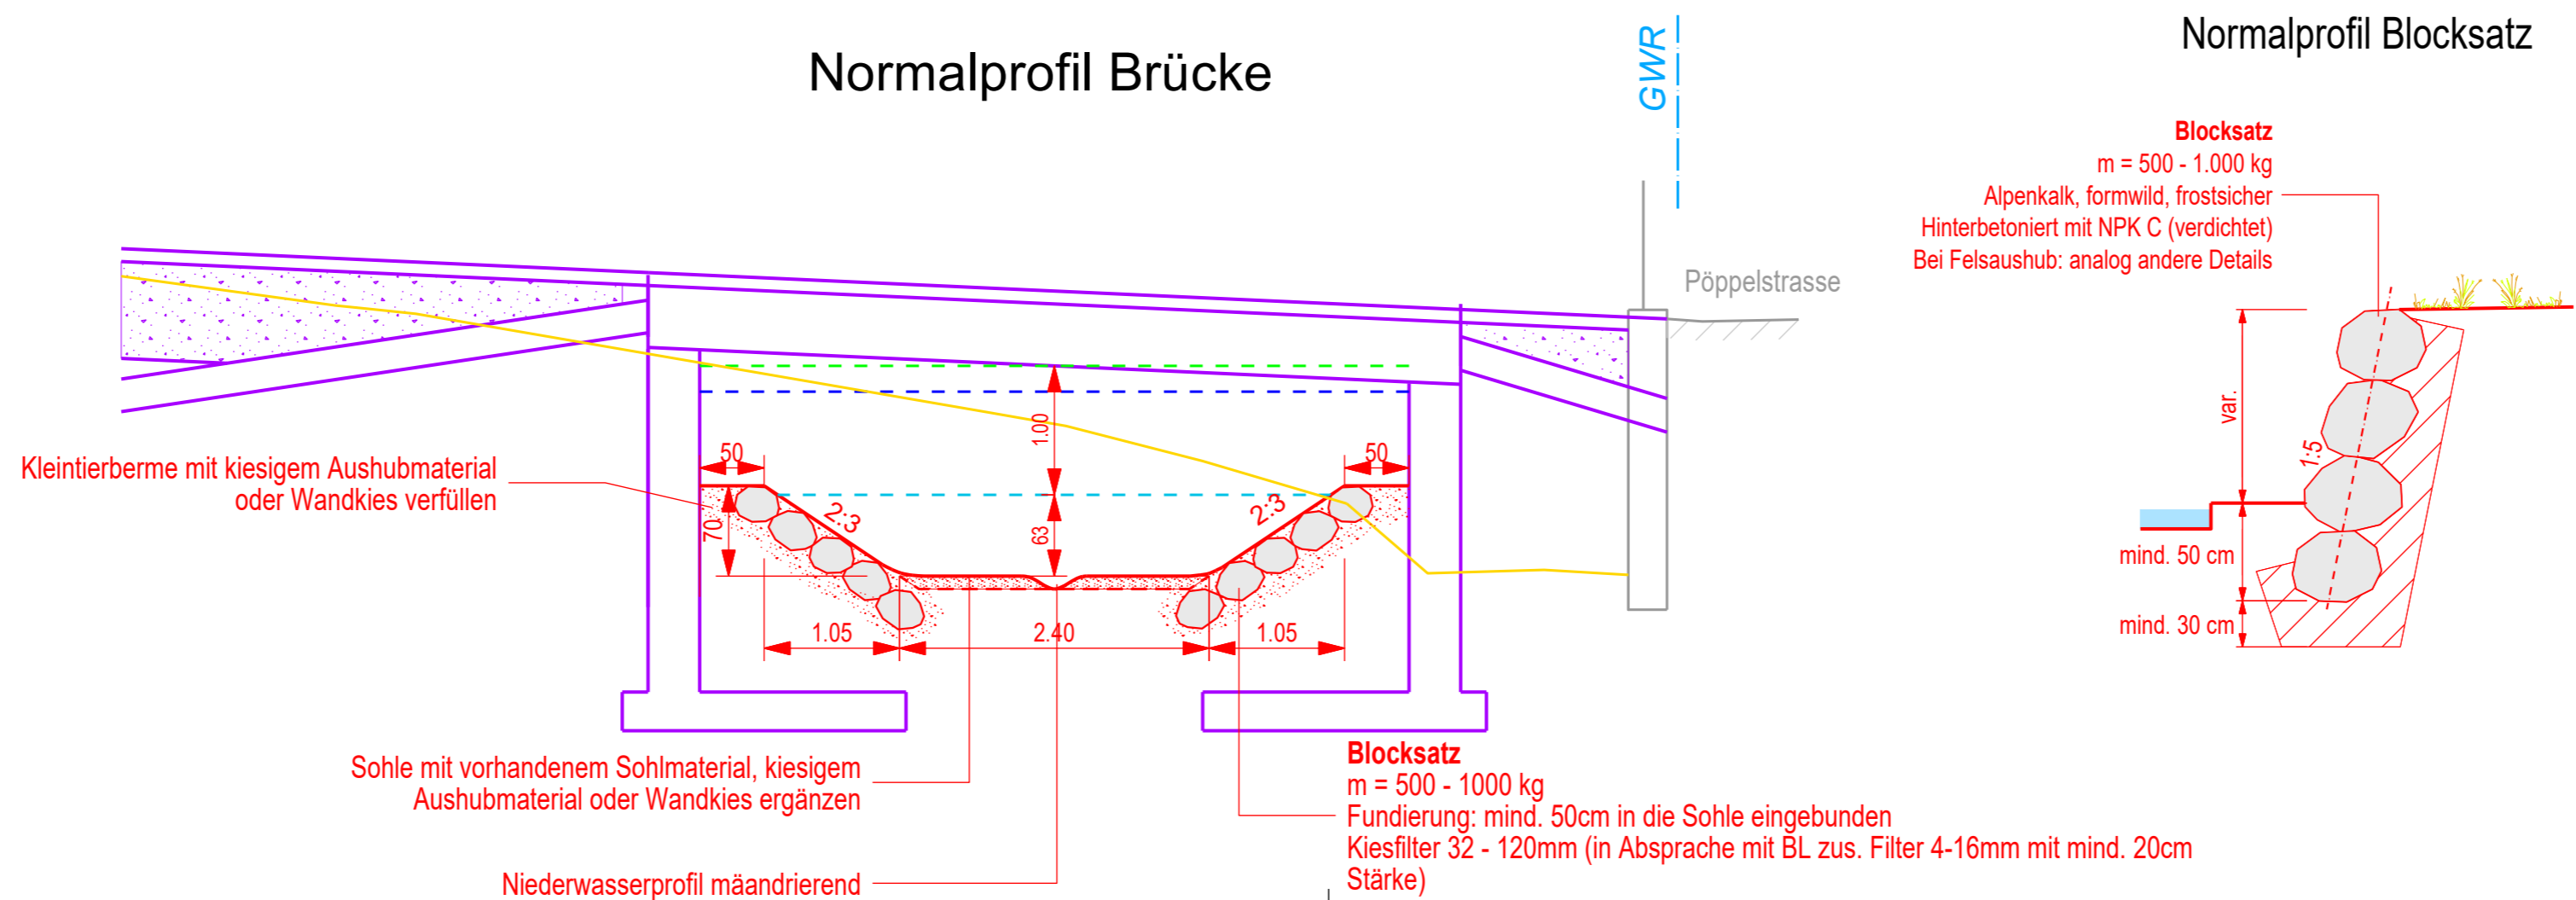 Normalprofil Brücke
GWR
Normalprofil Blocksatz
Blocksatz
m = 500 - 1.000 kg
Alpenkalk, formwild, frostsicher
Hinterbetoniert mit NPK C (verdichtet)
Bei Felsaushub: analog andere Details
Pöppelstrasse
Kleintierberme mit kiesigem Aushubmaterial
oder Wandkies verfüllen
50
1.00
50
70
2:3
63
2:3
1.05
2.40
1.05
var.
1:5
mind. 50 cm
mind. 30 cm
Sohle mit vorhandenem Sohlmaterial, kiesigem
Aushubmaterial oder Wandkies ergänzen
Niederwasserprofil mäandrierend
Blocksatz
m = 500 - 1000 kg
Fundierung: mind. 50cm in die Sohle eingebunden
Kiesfilter 32 - 120mm (in Absprache mit BL zus. Filter 4-16mm mit mind. 20cm
Stärke)